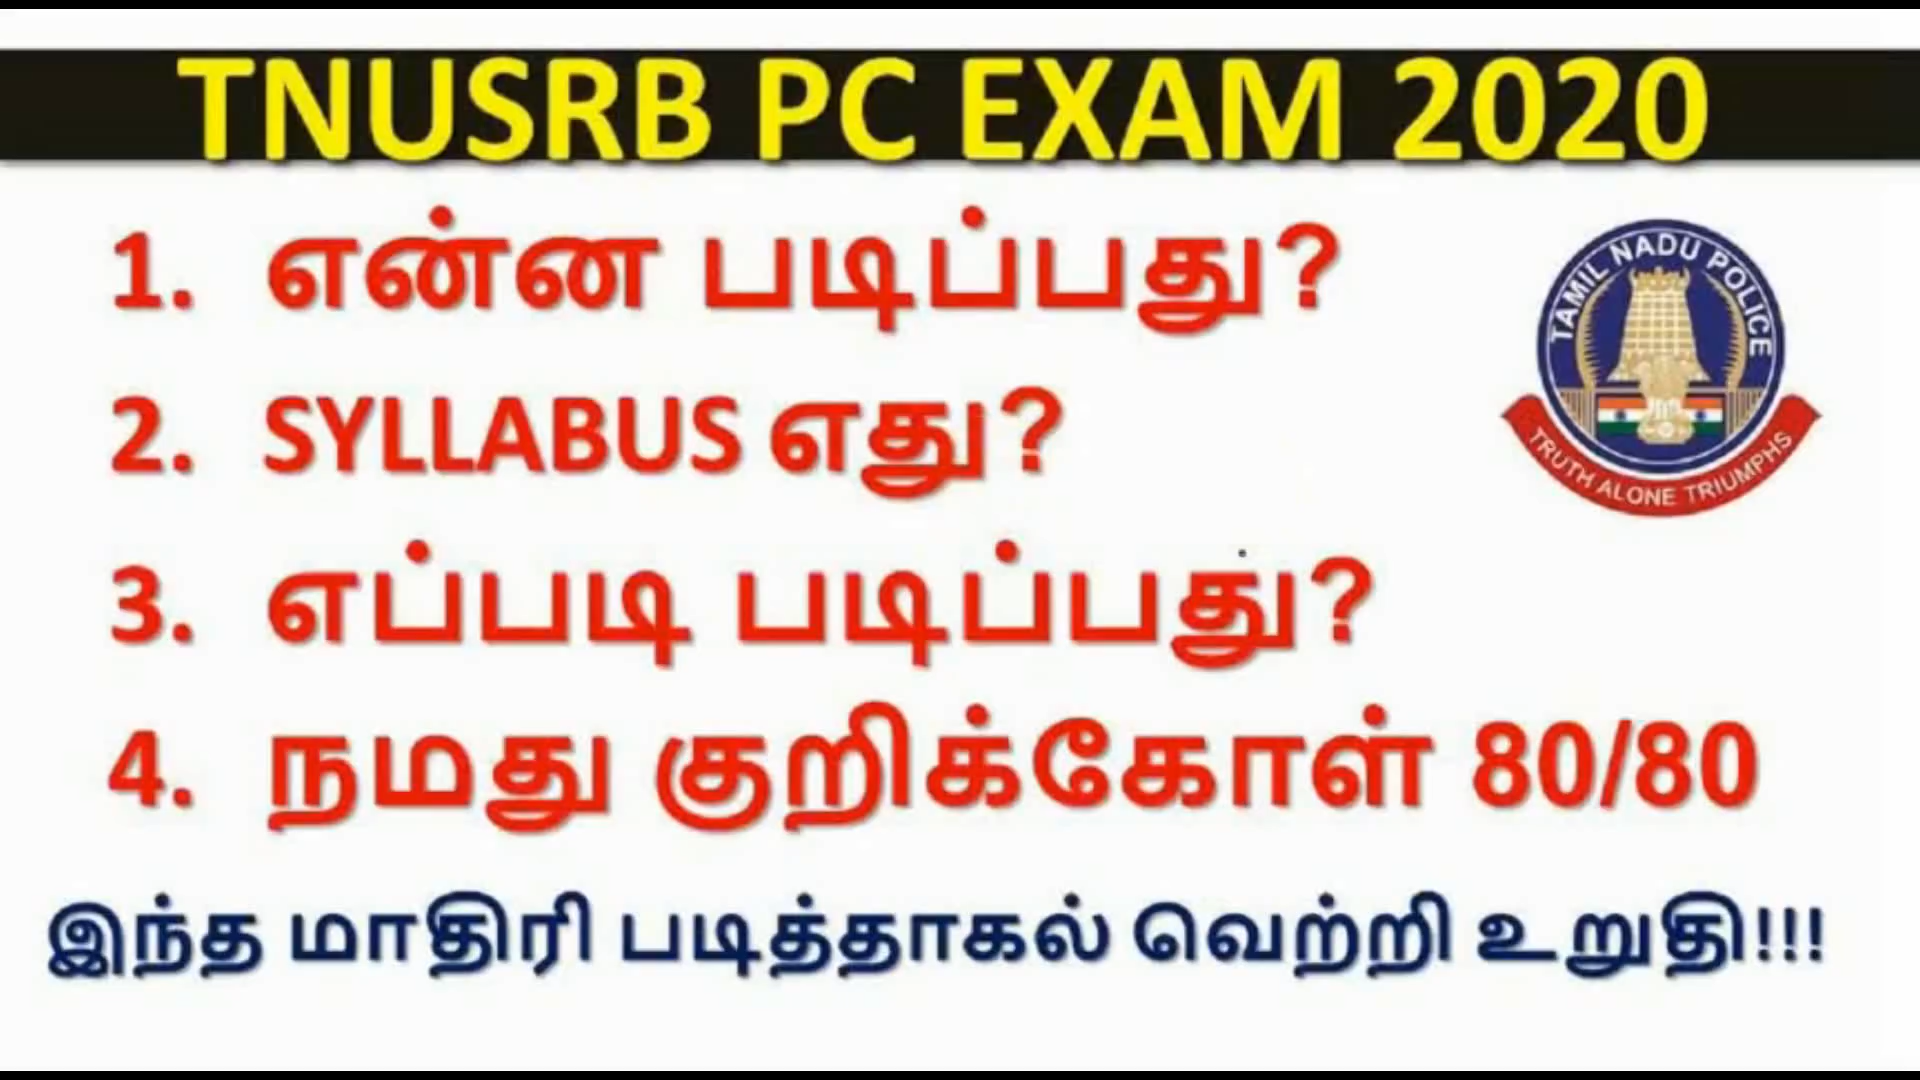 TNUSRB PC EXAM 2020
1. என்ன படிப்பது?
2. SYLLABUS எது?
3. எப்படி படிப்பது?
4. நமது குறிக்கோள் 80/80
இந்த மாதிரி படித்தாகல் வெற்றி உறுதி!!!
TAMIL NADU POLICE
TRUTH ALONE TRIUMPHS